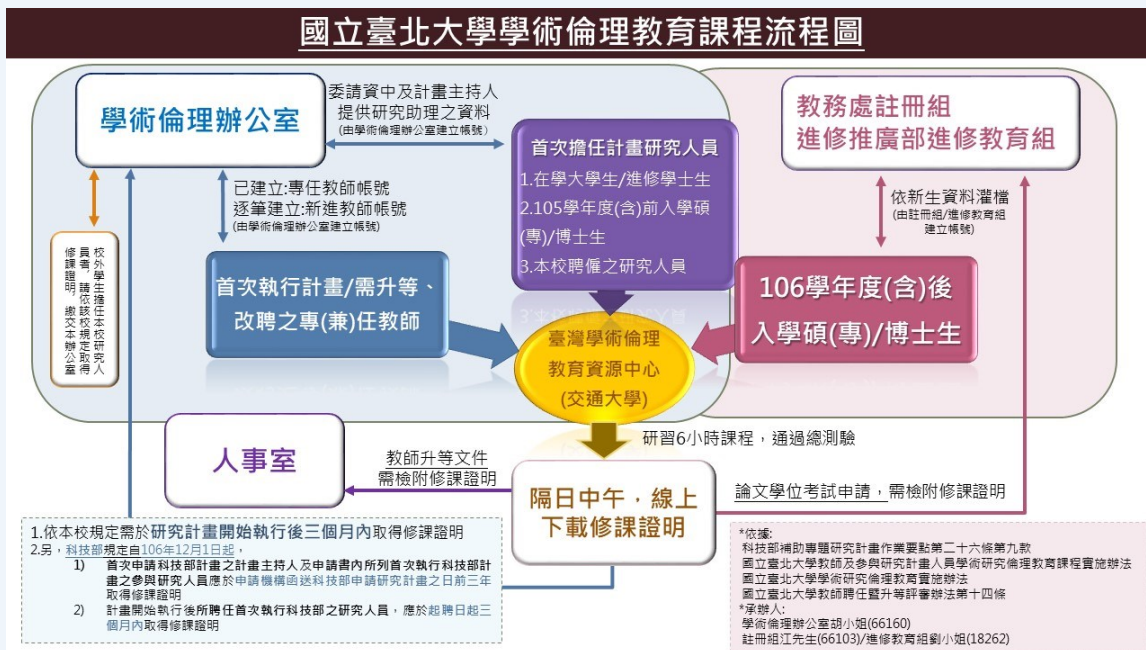 國立臺北大學學術倫理教育課程流程圖
學術倫理辦公室
委請資中及計畫主持人
提供研究助理之資料
(由學術倫理辦公室建立帳號)
首次擔任計畫研究人員
1.在學大學生/進修學士生
2.105學年度(含)前入學碩
(專)/博士生
3.本校聘僱之研究人員
教務處註冊組
進修推廣部進修教育組
已建立:專任教師帳號
逐筆建立:新進教師帳號
(由學術倫理辦公室建立帳號)
依新生資料灌檔
(由註冊組/進修教育組
建立帳號)
校外學生擔任本校研究人
員者，請依該校規定取得
修課證明，繳交本辦公室
首次執行計畫/需升等、
改聘之專(兼)任教師
106學年度(含)後
入學碩(專)/博士生
臺灣學術倫理
教育資源中心
(交通大學)
研習6小時課程，通過總測驗
人事室
教師升等文件
需檢附修課證明
隔日中午，線上
下載修課證明
論文學位考試申請，需檢附修課證明
1.依本校規定需於研究計畫開始執行後三個月內取得修課證明
2.另，科技部規定自106年12月1日起，
1) 首次申請科技部計畫之計畫主持人及申請書內所列首次執行科技部計
畫之參與研究人員應於申請機構函送科技部申請研究計畫之日前三年
取得修課證明
2) 計畫開始執行後所聘任首次執行科技部之研究人員，應於起聘日起三
個月內取得修課證明
*依據:
科技部補助專題研究計畫作業要點第二十六條第九款
國立臺北大學教師及參與研究計畫人員學術研究倫理教育課程實施辦法
國立臺北大學學術研究倫理教育實施辦法
國立臺北大學教師聘任暨升等評審辦法第十四條
*承辦人:
學術倫理辦公室胡小姐(66160)
註冊組江先生(66103)/進修教育組劉小姐(18262)